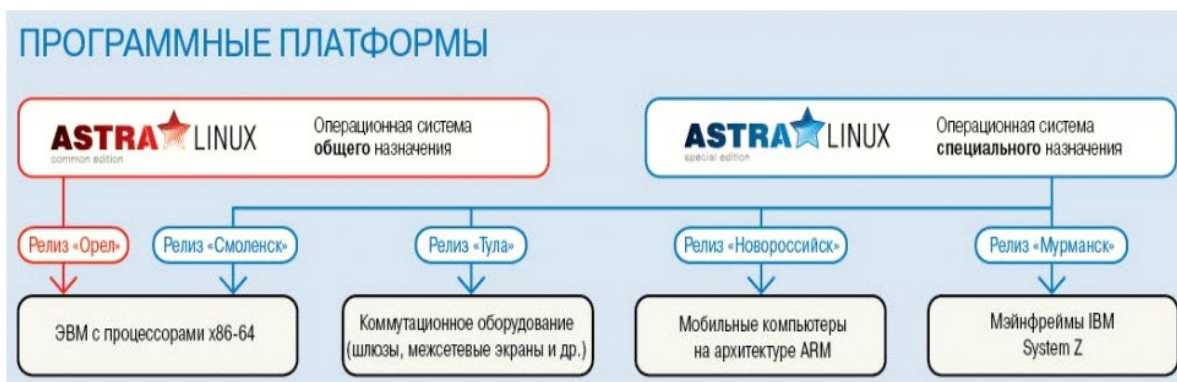 ПРОГРАММНЫЕ ПЛАТФОРМЫ
ASTRA LINUX
common edition
Операционная система
общего назначения
ASTRA LINUX
special edition
Операционная система
специального назначения
Релиз «Орел»
Релиз «Смоленск»
Релиз «Тула»
Релиз «Новороссийск»
Релиз «Мурманск»
ЭВМ с процессорами x86-64
Коммутационное оборудование
(шлюзы, межсетевые экраны и др.)
Мобильные компьютеры
на архитектуре ARM
Мэйнфреймы IBM
System Z